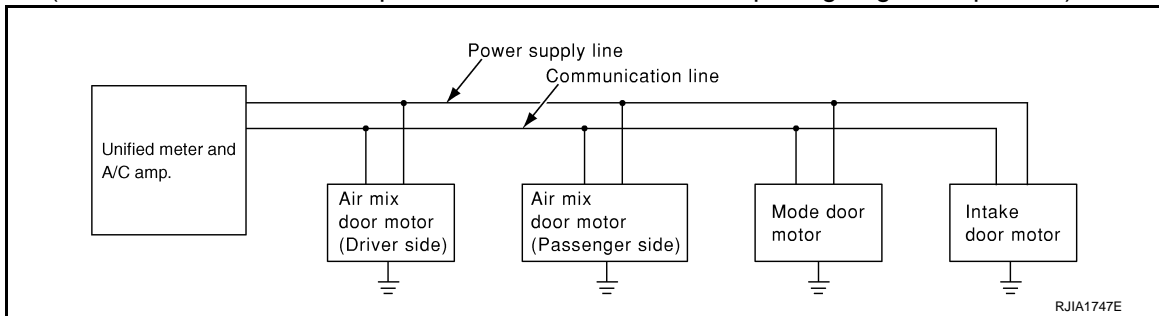 Power supply line
Communication line
Unified meter and
A/C amp.
Air mix
door motor
(Driver side)
Air mix
door motor
(Passenger side)
Mode door
motor
Intake
door motor
RJIA1747E